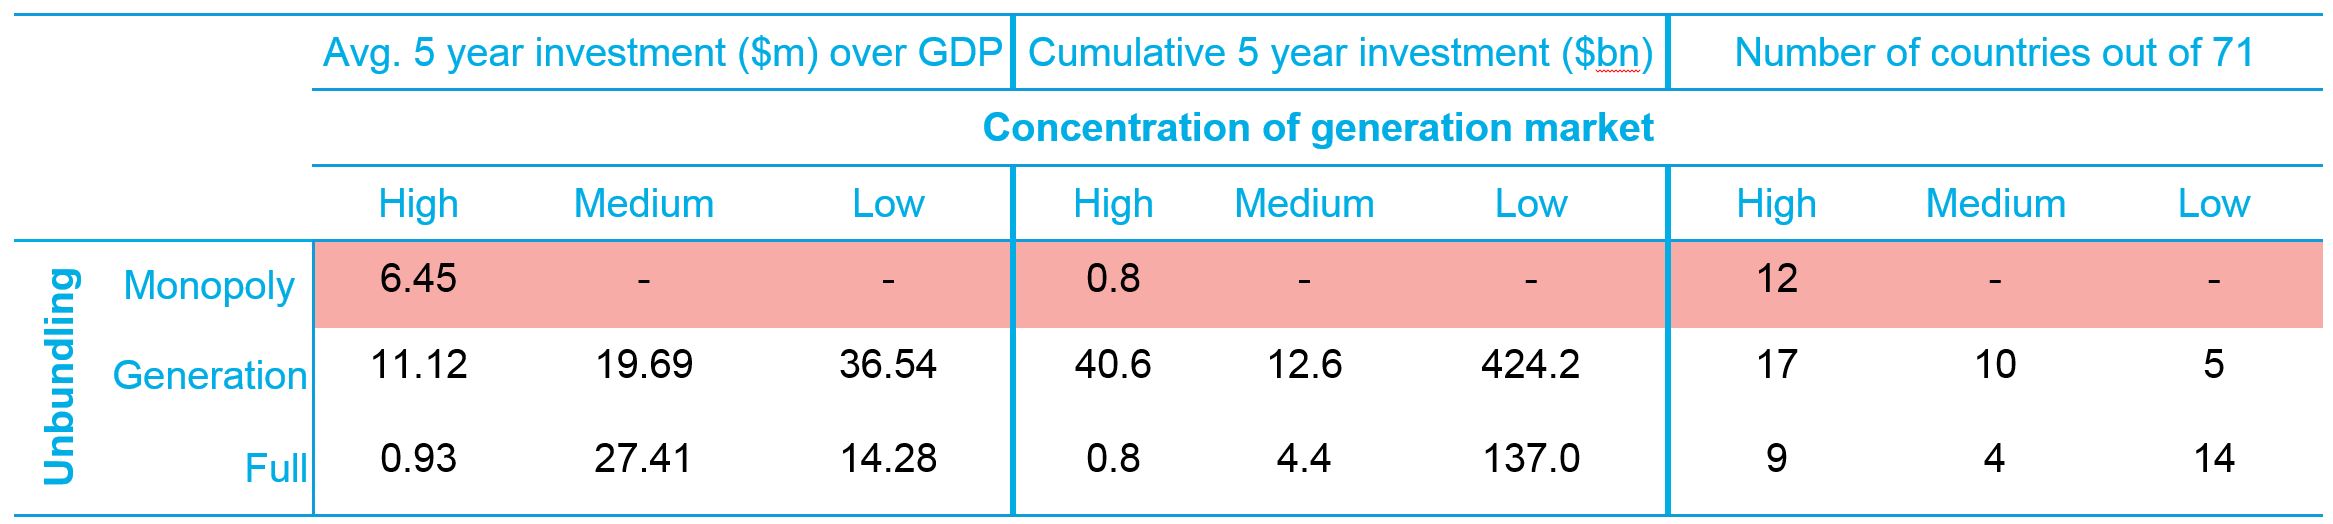 Avg. 5 year investment ($m) over GDP Cumulative 5 year investment ($bn) Number of countries out of 71
Concentration of generation market
High Medium Low High Medium Low High Medium Low
Unbundling
Monopoly 6.45 - - 0.8 - - 12 - -
Generation 11.12 19.69 36.54 40.6 12.6 424.2 17 10 5
Full 0.93 27.41 14.28 0.8 4.4 137.0 9 4 14